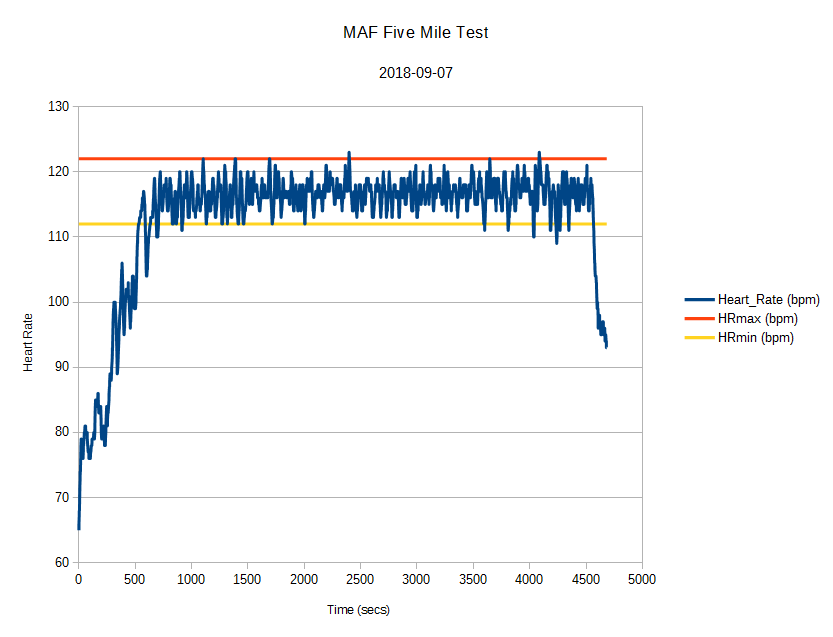 MAF Five Mile Test
2018-09-07
130
120
110
100
90
80
70
60
Heart Rate
0 500 1000 1500 2000 2500 3000 3500 4000 4500 5000
Time (secs)
Heart_Rate (bpm)
HRmax (bpm)
HRmin (bpm)